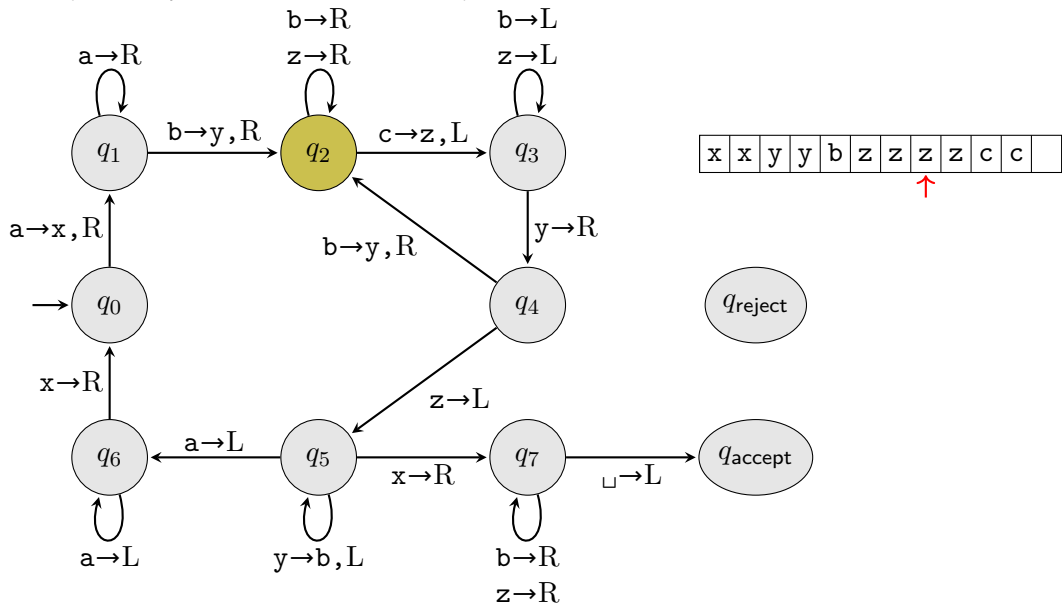 b→R
b→L
a→R
z→R
z→L
q1
b→y,R
q2
c→z,L
q3
x x y y b z z z z c c
↑
a→x,R
b→y,R
y→R
q0
q4
qreject
x→R
z→L
q6
a→L
q5
x→R
q7
␣→L
qaccept
a→L
y→b,L
b→R
z→R